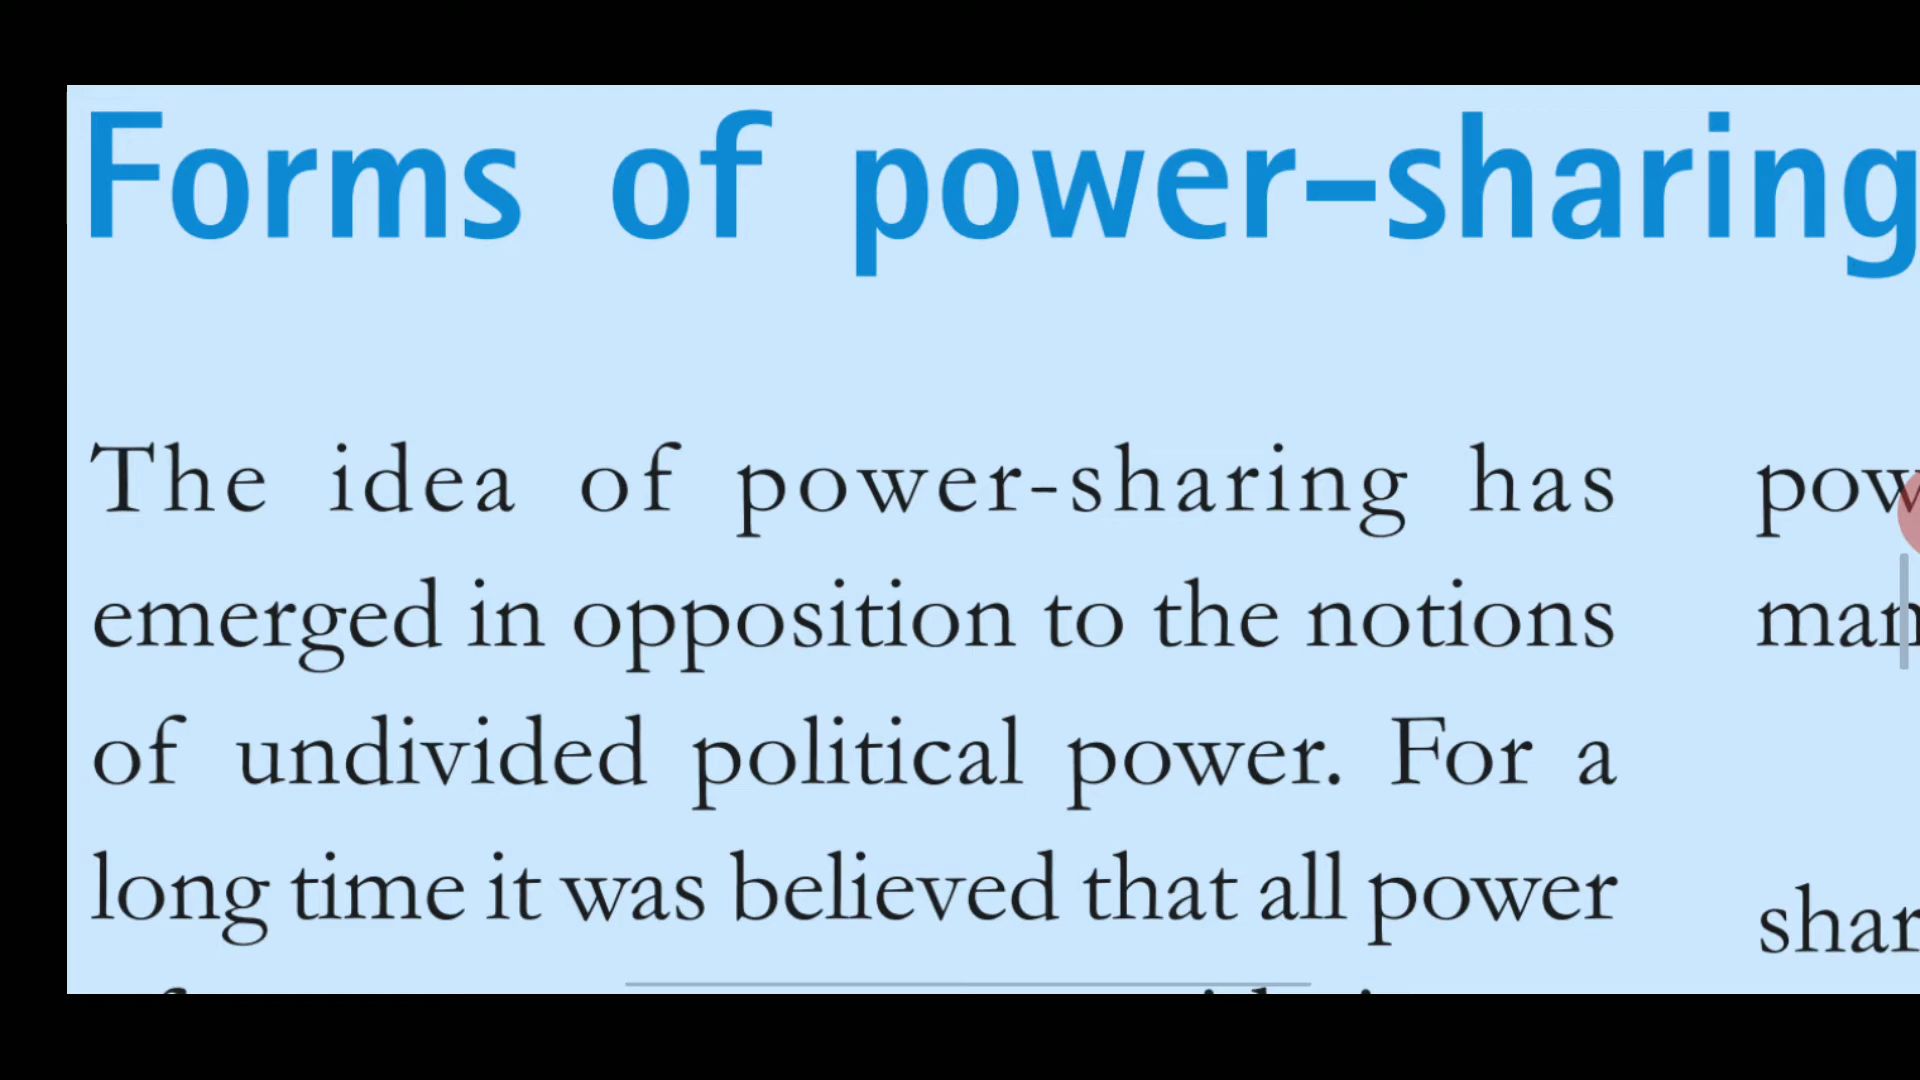 Forms of power-sharing
The idea of power-sharing has
emerged in opposition to the notions
of undivided political power. For a
long time it was believed that all power